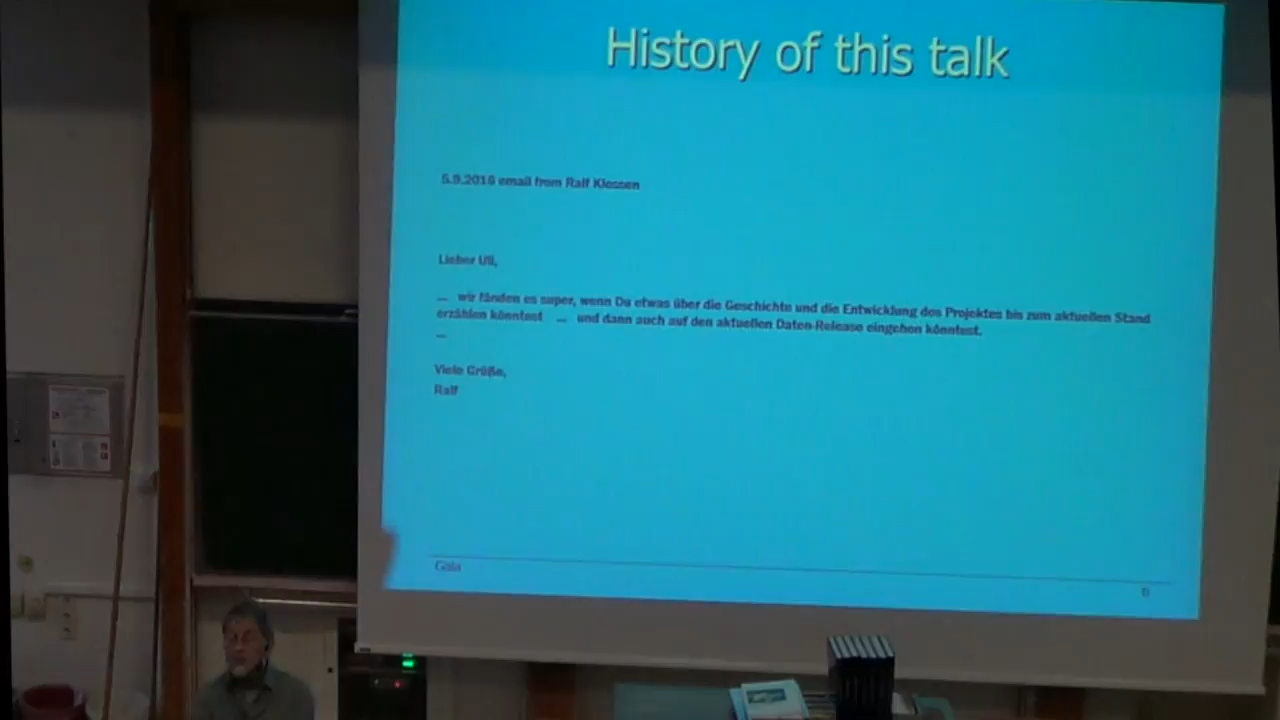 History of this talk
5.9.2016 email from Ralf Klessen
Lieber Uli,
... wir fänden es super, wenn Du etwas über die Geschichte und die Entwicklung des Projektes bis zum aktuellen Stand
erzählen könntest ... und dann auch auf den aktuellen Daten-Release eingehen könntest.
...
Viele Grüße,
Ralf
Gaia